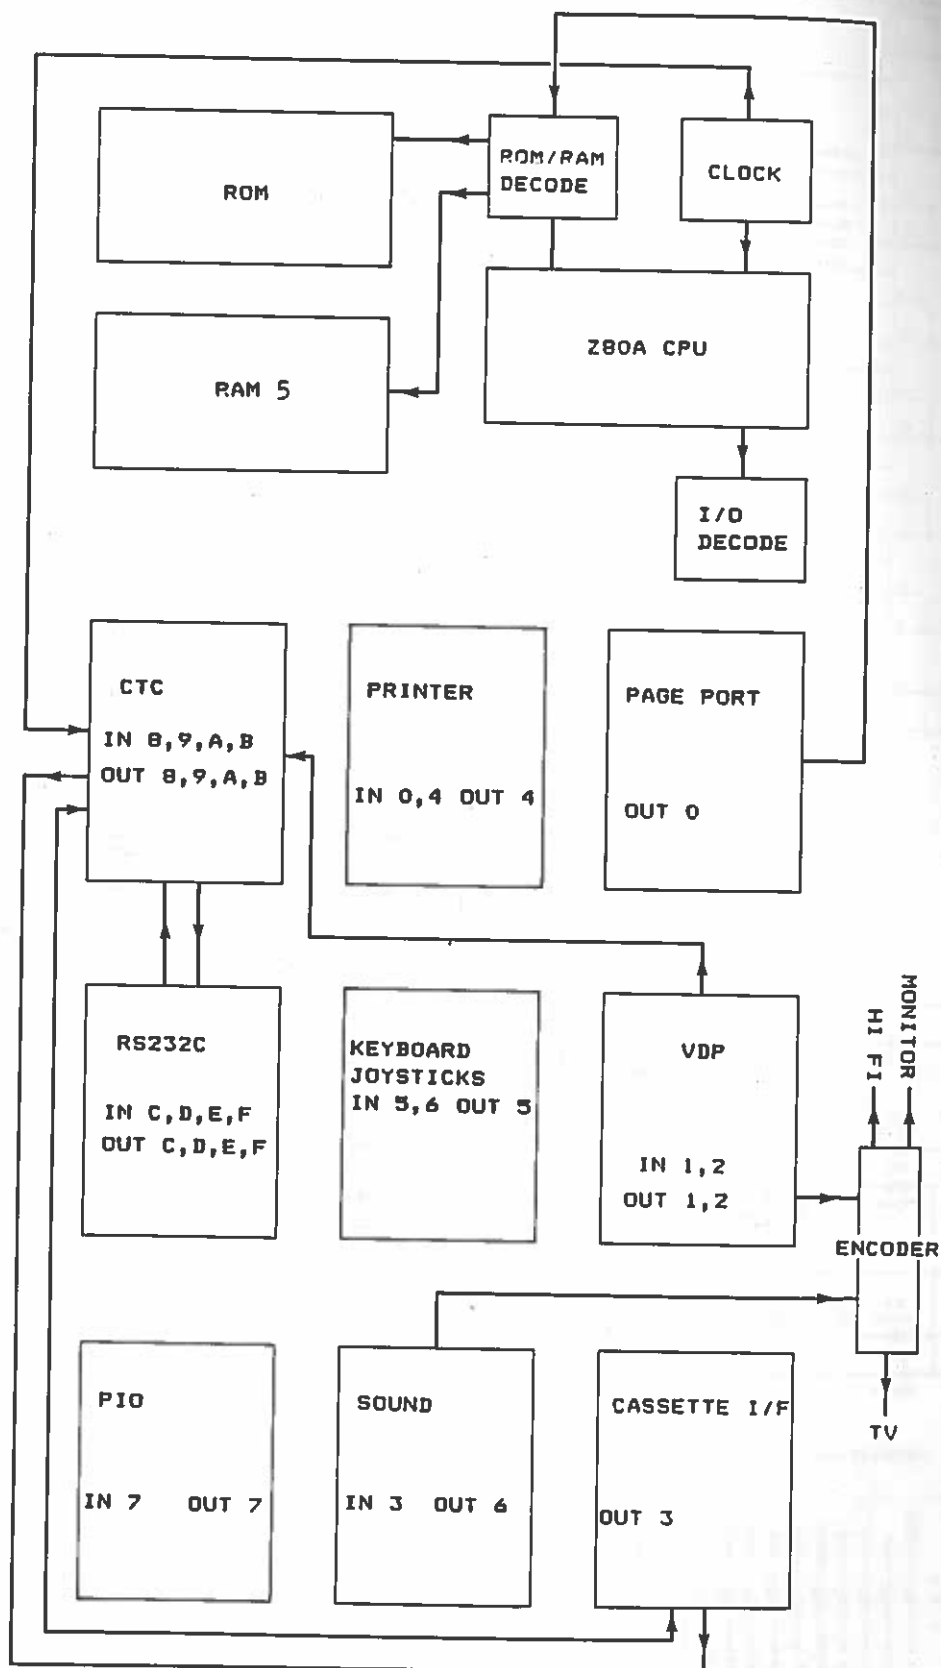 ROM/RAM
DECODE
CLOCK
ROM
Z80A CPU
RAM 5
I/O
DECODE
CTC
IN 8,9,A,B
OUT 8,9,A,B
PRINTER
IN 0,4 OUT 4
PAGE PORT
OUT 0
RS232C
IN C,D,E,F
OUT C,D,E,F
KEYBOARD
JOYSTICKS
IN 5,6 OUT 5
VDP
IN 1,2
OUT 1,2
HI FI
MONITOR
ENCODER
TV
PIO
IN 7 OUT 7
SOUND
IN 3 OUT 6
CASSETTE I/F
OUT 3